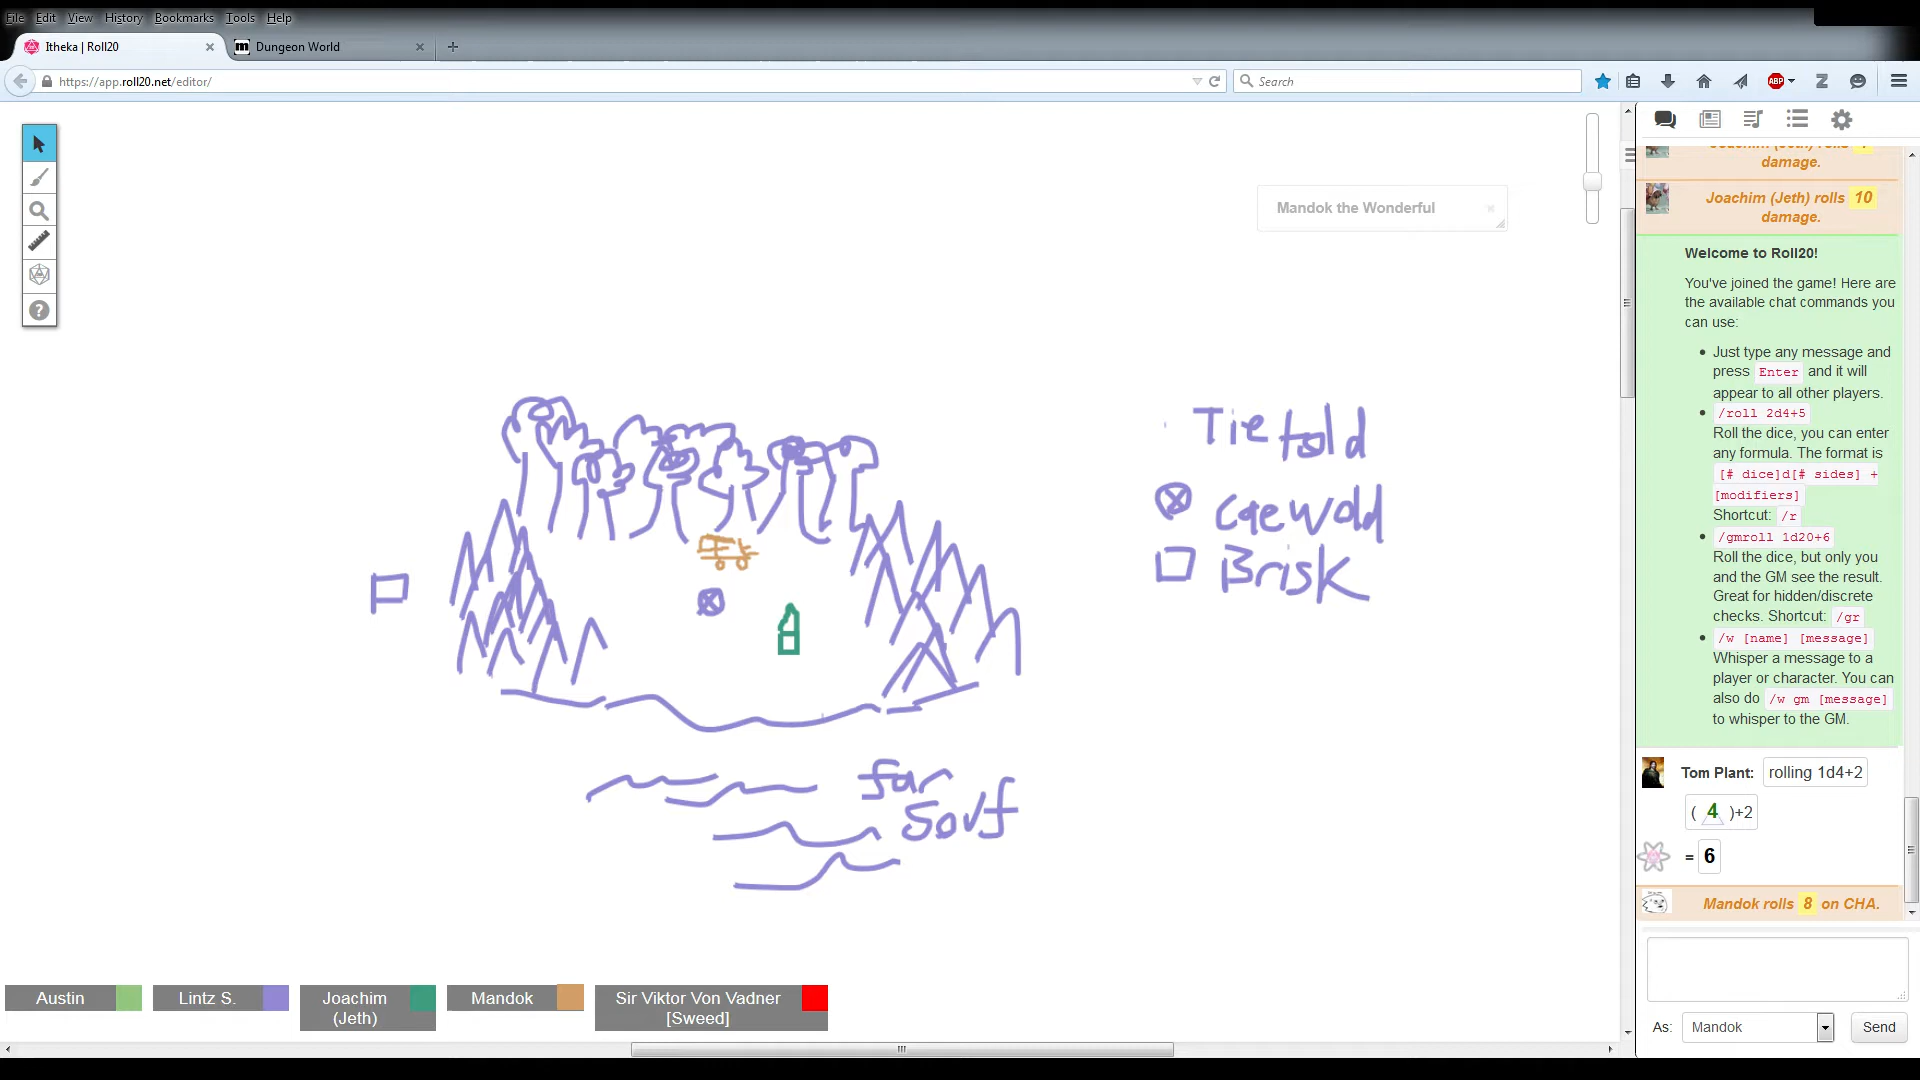 File Edit View History Bookmarks Tools Help
Itheka | Roll20
Dungeon World
https://app.roll20.net/editor/
Search
ABP
Mandok the Wonderful
Tiefold
Caewold
Brisk
far
damage.
Joachim (Jeth) rolls 10
damage.
Welcome to Roll20!
You've joined the game! Here are
the available chat commands you
can use:
Just type any message and
press Enter and it will
appear to all other players.
/roll 2d4+5
Roll the dice, you can enter
any formula. The format is
[# dice]d[# sides] +
[modifiers]
Shortcut: /r
/gmroll 1d20+6
Roll the dice, but only you
and the GM see the result.
Great for hidden/discrete
checks. Shortcut: /gr
/w [name] [message]
Whisper a message to a
player or character. You can
also do /w gm [message]
to whisper to the GM.
Tom Plant: rolling 1d4+2
( 4 )+2
= 6
Mandok rolls 8 on CHA.
Austin
Lintz S.
Joachim
(Jeth)
Mandok
Sir Viktor Von Vadner
[Sweed]
As: Mandok Send